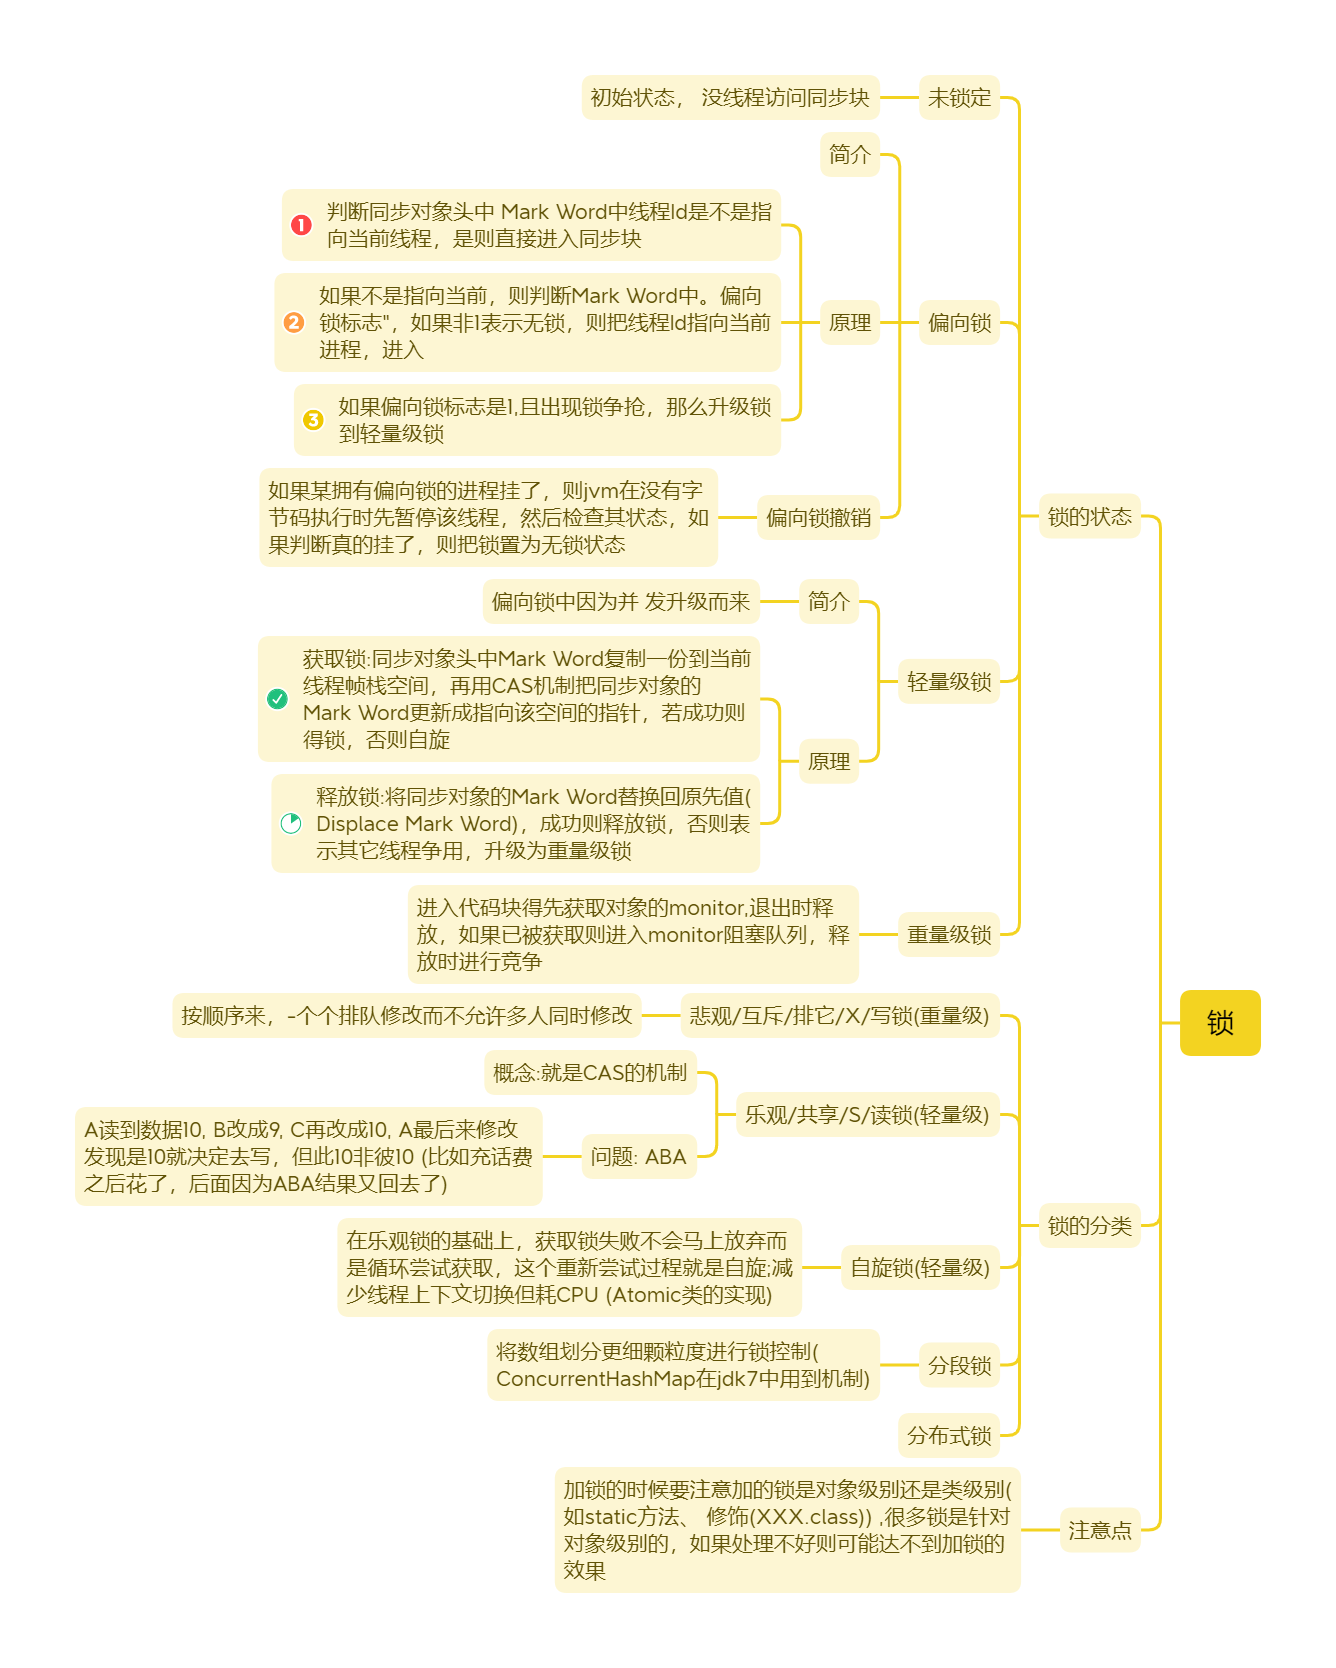 初始状态， 没线程访问同步块
未锁定
简介
1
判断同步对象头中 Mark Word中线程Id是不是指
向当前线程，是则直接进入同步块
2
如果不是指向当前，则判断Mark Word中。偏向
锁标志"，如果非1表示无锁，则把线程Id指向当前
进程，进入
原理
偏向锁
3
如果偏向锁标志是1,且出现锁争抢，那么升级锁
到轻量级锁
如果某拥有偏向锁的进程挂了，则jvm在没有字
节码执行时先暂停该线程，然后检查其状态，如
果判断真的挂了，则把锁置为无锁状态
偏向锁撤销
锁的状态
偏向锁中因为并 发升级而来
简介
获取锁:同步对象头中Mark Word复制一份到当前
线程帧栈空间，再用CAS机制把同步对象的
Mark Word更新成指向该空间的指针，若成功则
得锁，否则自旋
轻量级锁
原理
释放锁:将同步对象的Mark Word替换回原先值(
Displace Mark Word)，成功则释放锁，否则表
示其它线程争用，升级为重量级锁
进入代码块得先获取对象的monitor,退出时释
放，如果已被获取则进入monitor阻塞队列，释
放时进行竞争
重量级锁
按顺序来，-个个排队修改而不允许多人同时修改
悲观/互斥/排它/X/写锁(重量级)
锁
概念:就是CAS的机制
乐观/共享/S/读锁(轻量级)
A读到数据10, B改成9, C再改成10, A最后来修改
发现是10就决定去写，但此10非彼10 (比如充话费
之后花了，后面因为ABA结果又回去了)
问题: ABA
锁的分类
在乐观锁的基础上，获取锁失败不会马上放弃而
是循环尝试获取，这个重新尝试过程就是自旋;减
少线程上下文切换但耗CPU (Atomic类的实现)
自旋锁(轻量级)
将数组划分更细颗粒度进行锁控制(
ConcurrentHashMap在jdk7中用到机制)
分段锁
分布式锁
加锁的时候要注意加的锁是对象级别还是类级别(
如static方法、 修饰(XXX.class)) ,很多锁是针对
对象级别的，如果处理不好则可能达不到加锁的
效果
注意点